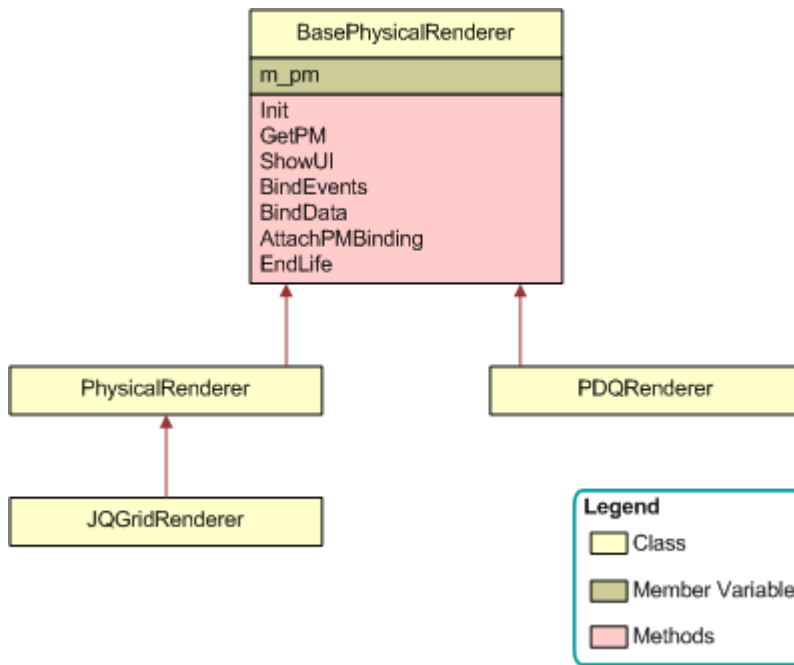 BasePhysicalRenderer
m_pm
Init
GetPM
ShowUI
BindEvents
BindData
AttachPMBinding
EndLife
PhysicalRenderer
PDQRenderer
JQGridRenderer
Legend
Class
Member Variable
Methods